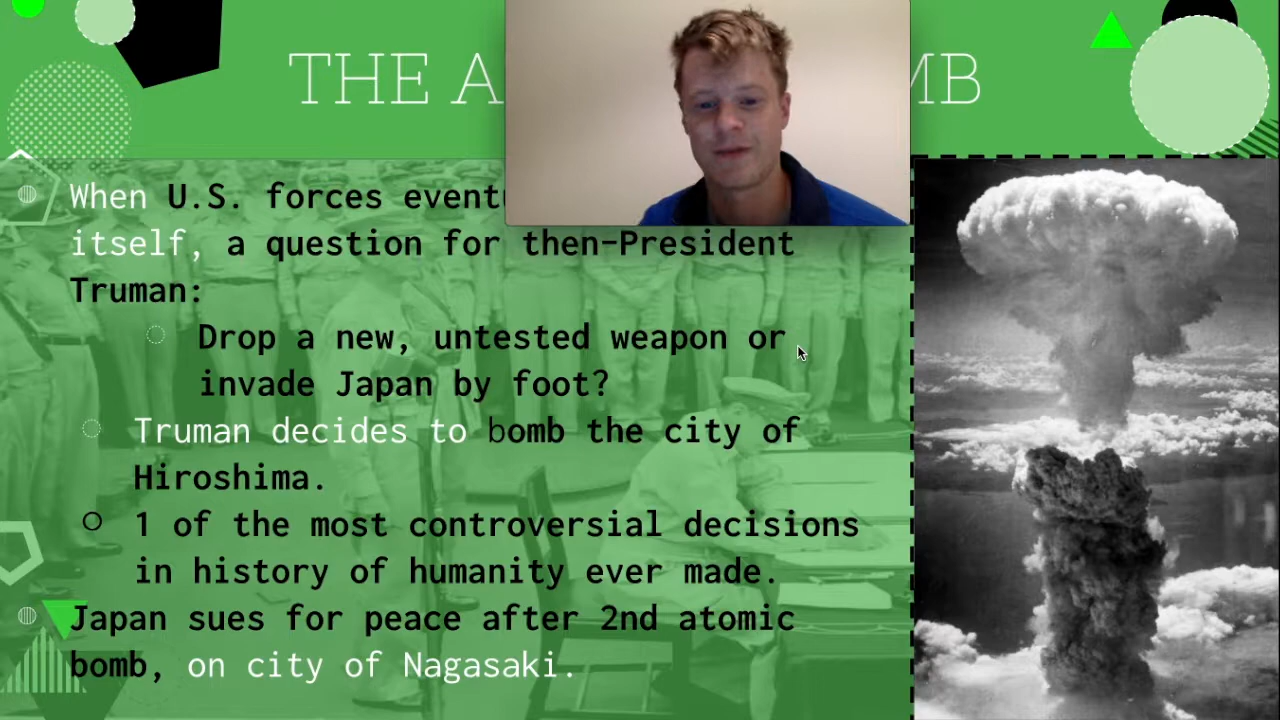 THE A MB
When U.S. forces eventu
itself, a question for then-President
Truman:
Drop a new, untested weapon or
invade Japan by foot?
Truman decides to bomb the city of
Hiroshima.
1 of the most controversial decisions
in history of humanity ever made.
Japan sues for peace after 2nd atomic
bomb, on city of Nagasaki.